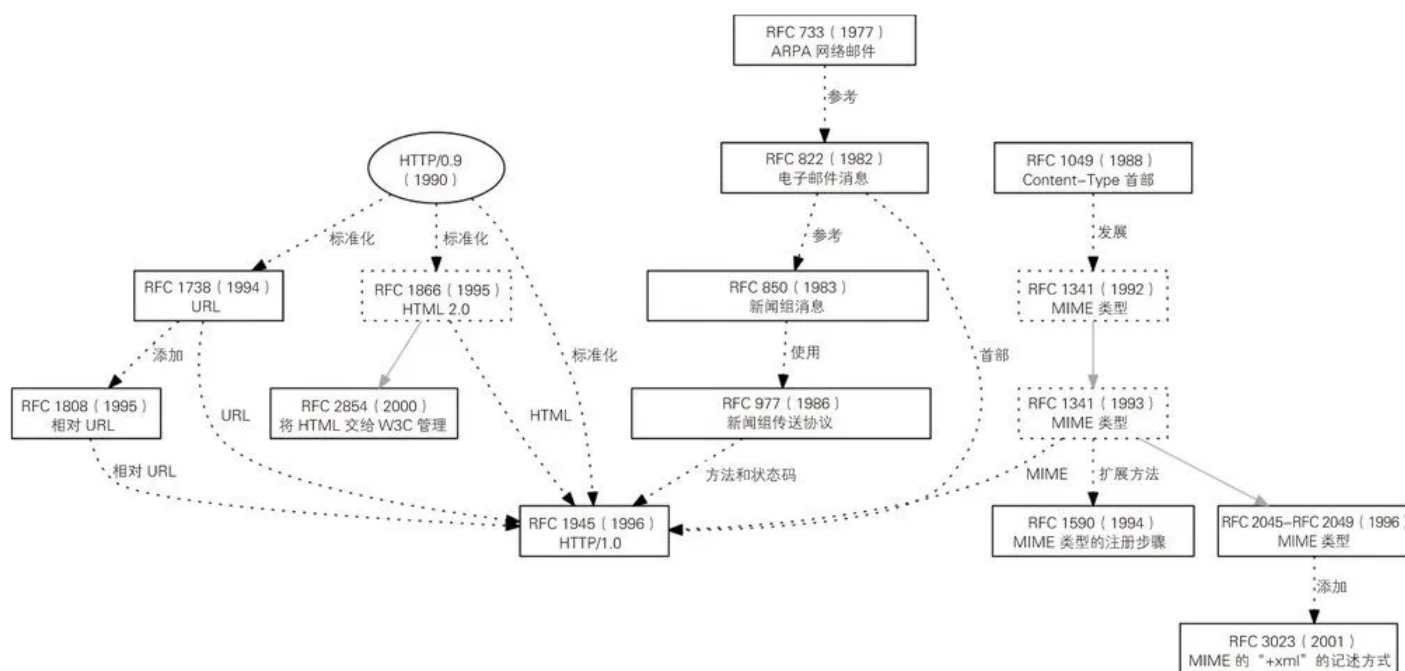 RFC 733（1977）
ARPA 网络邮件
参考
HTTP/0.9
（1990）
RFC 822（1982）
电子邮件消息
RFC 1049（1988）
Content-Type 首部
标准化
标准化
参考
发展
RFC 1738（1994）
URL
RFC 1866（1995）
HTML 2.0
RFC 850（1983）
新闻组消息
RFC 1341（1992）
MIME 类型
添加
标准化
使用
首部
RFC 1808（1995）
相对 URL
URL
RFC 2854（2000）
将 HTML 交给 W3C 管理
HTML
RFC 977（1986）
新闻组传送协议
RFC 1341（1993）
MIME 类型
相对 URL
方法和状态码
MIME
扩展方法
RFC 1945（1996）
HTTP/1.0
RFC 1590（1994）
MIME 类型的注册步骤
RFC 2045-RFC 2049（1996）
MIME 类型
添加
RFC 3023（2001）
MIME 的“+xml”的记述方式